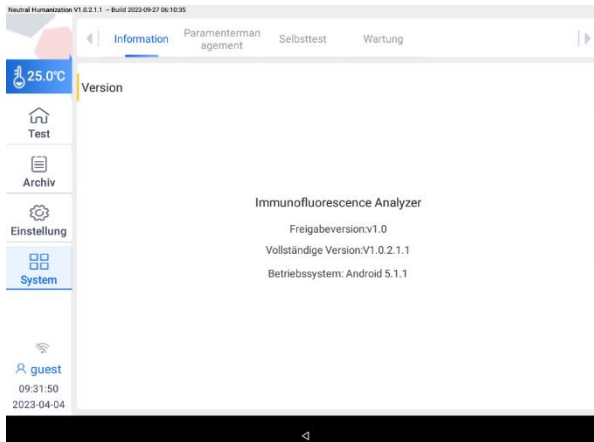 Neutral Humanization V1.0.2.1.1 – Build 2022-09-27 06:10:35
Information
Paramenterman
agement
Selbsttest
Wartung
25.0℃
Version
Test
Archiv
Einstellung
System
Immunofluorescence Analyzer
Freigabeversion:v1.0
Vollständige Version:V1.0.2.1.1
Betriebssystem: Android 5.1.1
guest
09:31:50
2023-04-04